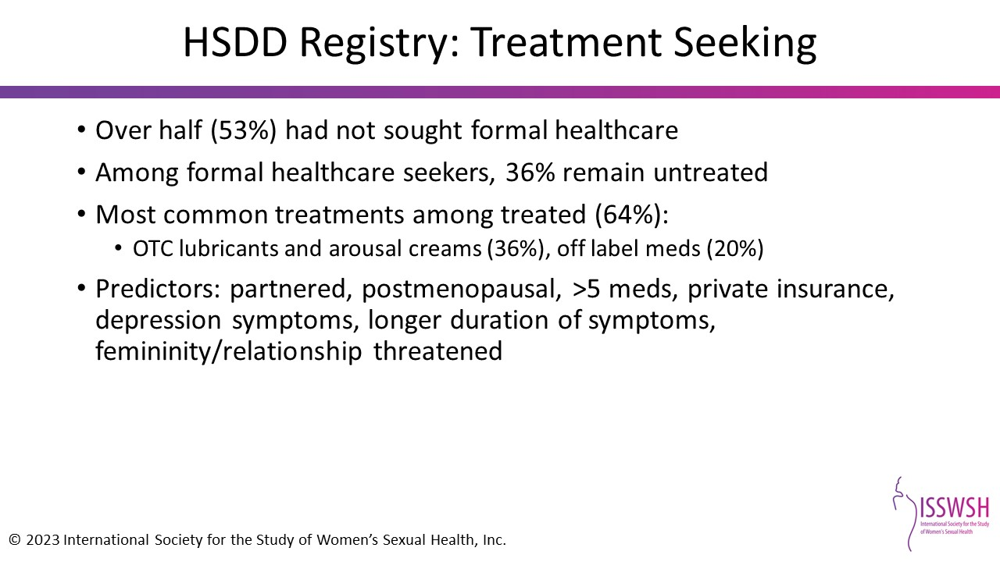 HSDD Registry: Treatment Seeking
• Over half (53%) had not sought formal healthcare
• Among formal healthcare seekers, 36% remain untreated
• Most common treatments among treated (64%):
• OTC lubricants and arousal creams (36%), off label meds (20%)
• Predictors: partnered, postmenopausal, >5 meds, private insurance,
depression symptoms, longer duration of symptoms,
femininity/relationship threatened
ISSWSH
International Society for the Study
of Women's Sexual Health
© 2023 International Society for the Study of Women’s Sexual Health, Inc.